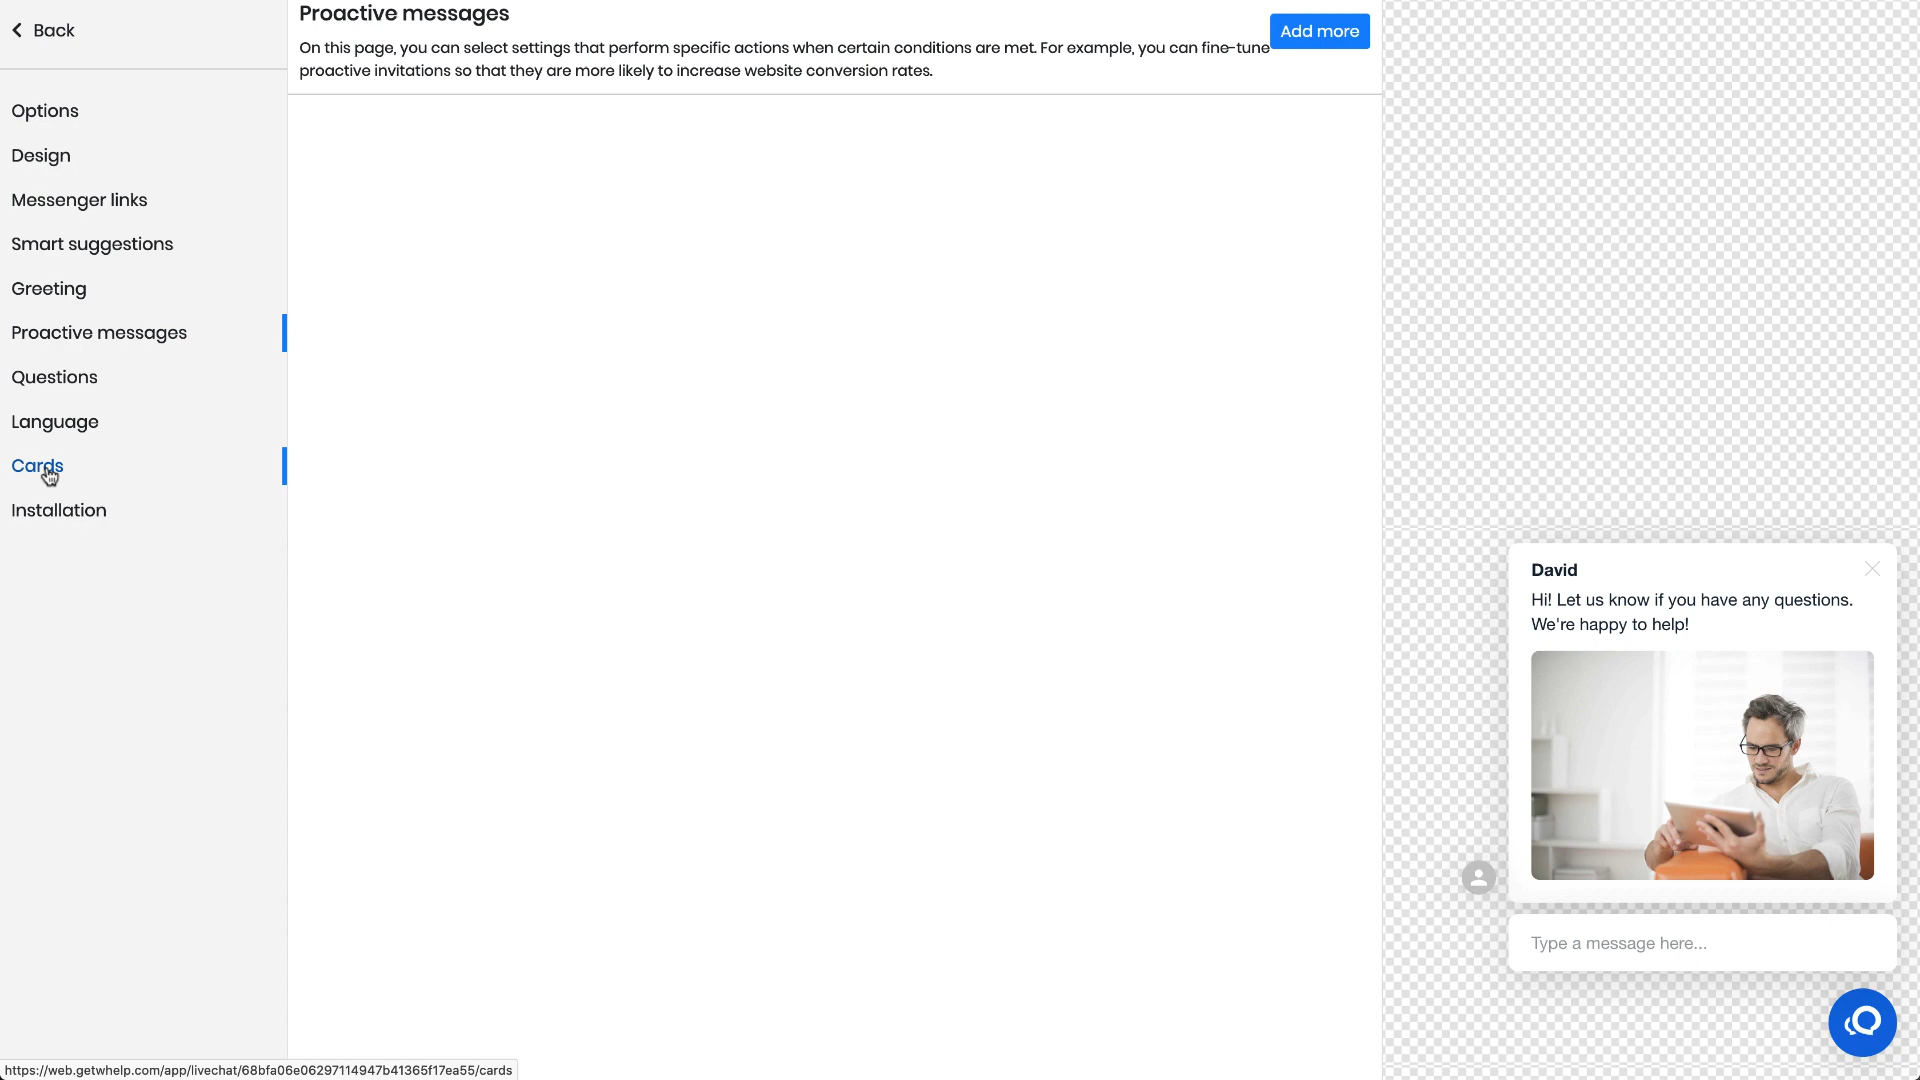 Back
Options
Design
Messenger links
Smart suggestions
Greeting
Proactive messages
Questions
Language
Cards
Installation
Proactive messages
On this page, you can select settings that perform specific actions when certain conditions are met. For example, you can fine-tune
proactive invitations so that they are more likely to increase website conversion rates.
Add more
David
Hi! Let us know if you have any questions.
We're happy to help!
Type a message here...
https://web.getwhelp.com/app/livechat/68bfa06e06297114947b41365f17ea55/cards